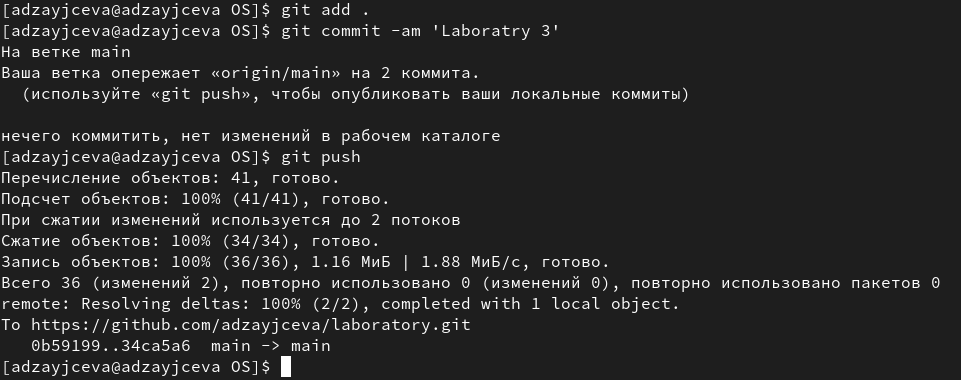 [adzayjceva@adzayjceva OS]$ git add .
[adzayjceva@adzayjceva OS]$ git commit -am 'Laboratry 3'
На ветке main
Ваша ветка опережает «origin/main» на 2 коммита.
  (используйте «git push», чтобы опубликовать ваши локальные коммиты)

нечего коммитить, нет изменений в рабочем каталоге
[adzayjceva@adzayjceva OS]$ git push
Перечисление объектов: 41, готово.
Подсчет объектов: 100% (41/41), готово.
При сжатии изменений используется до 2 потоков
Сжатие объектов: 100% (34/34), готово.
Запись объектов: 100% (36/36), 1.16 МиБ | 1.88 МиБ/с, готово.
Всего 36 (изменений 2), повторно использовано 0 (изменений 0), повторно использовано пакетов 0
remote: Resolving deltas: 100% (2/2), completed with 1 local object.
To https://github.com/adzayjceva/laboratory.git
   0b59199..34ca5a6  main -> main
[adzayjceva@adzayjceva OS]$